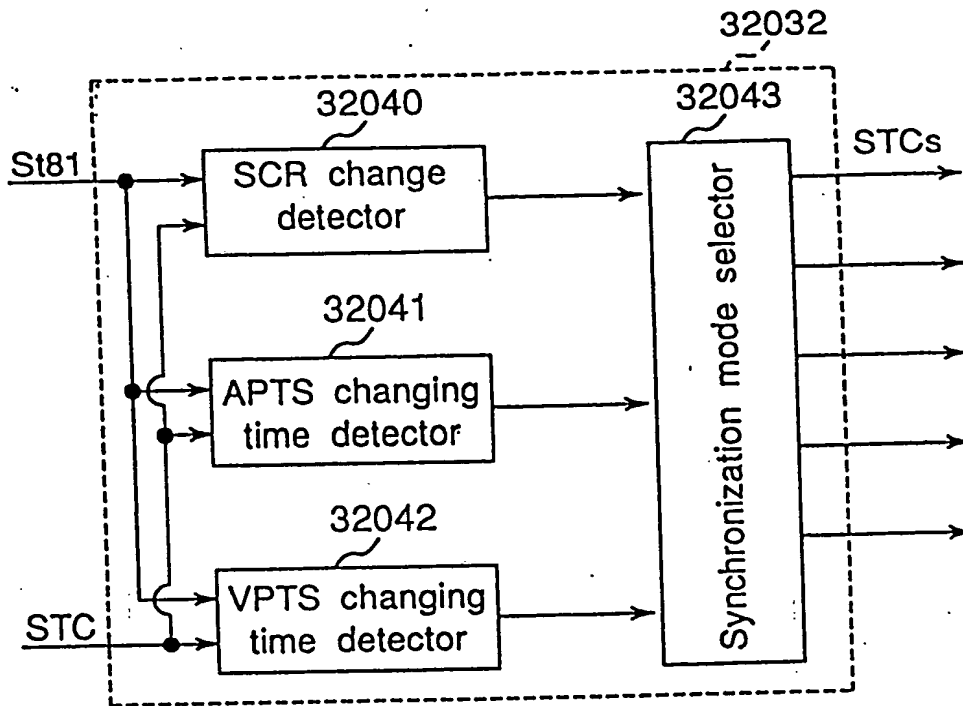 32032
32040
32043
St81
SCR change
detector
STCs
32041
APTS changing
time detector
Synchronization mode selector
32042
VPTS changing
time detector
STC